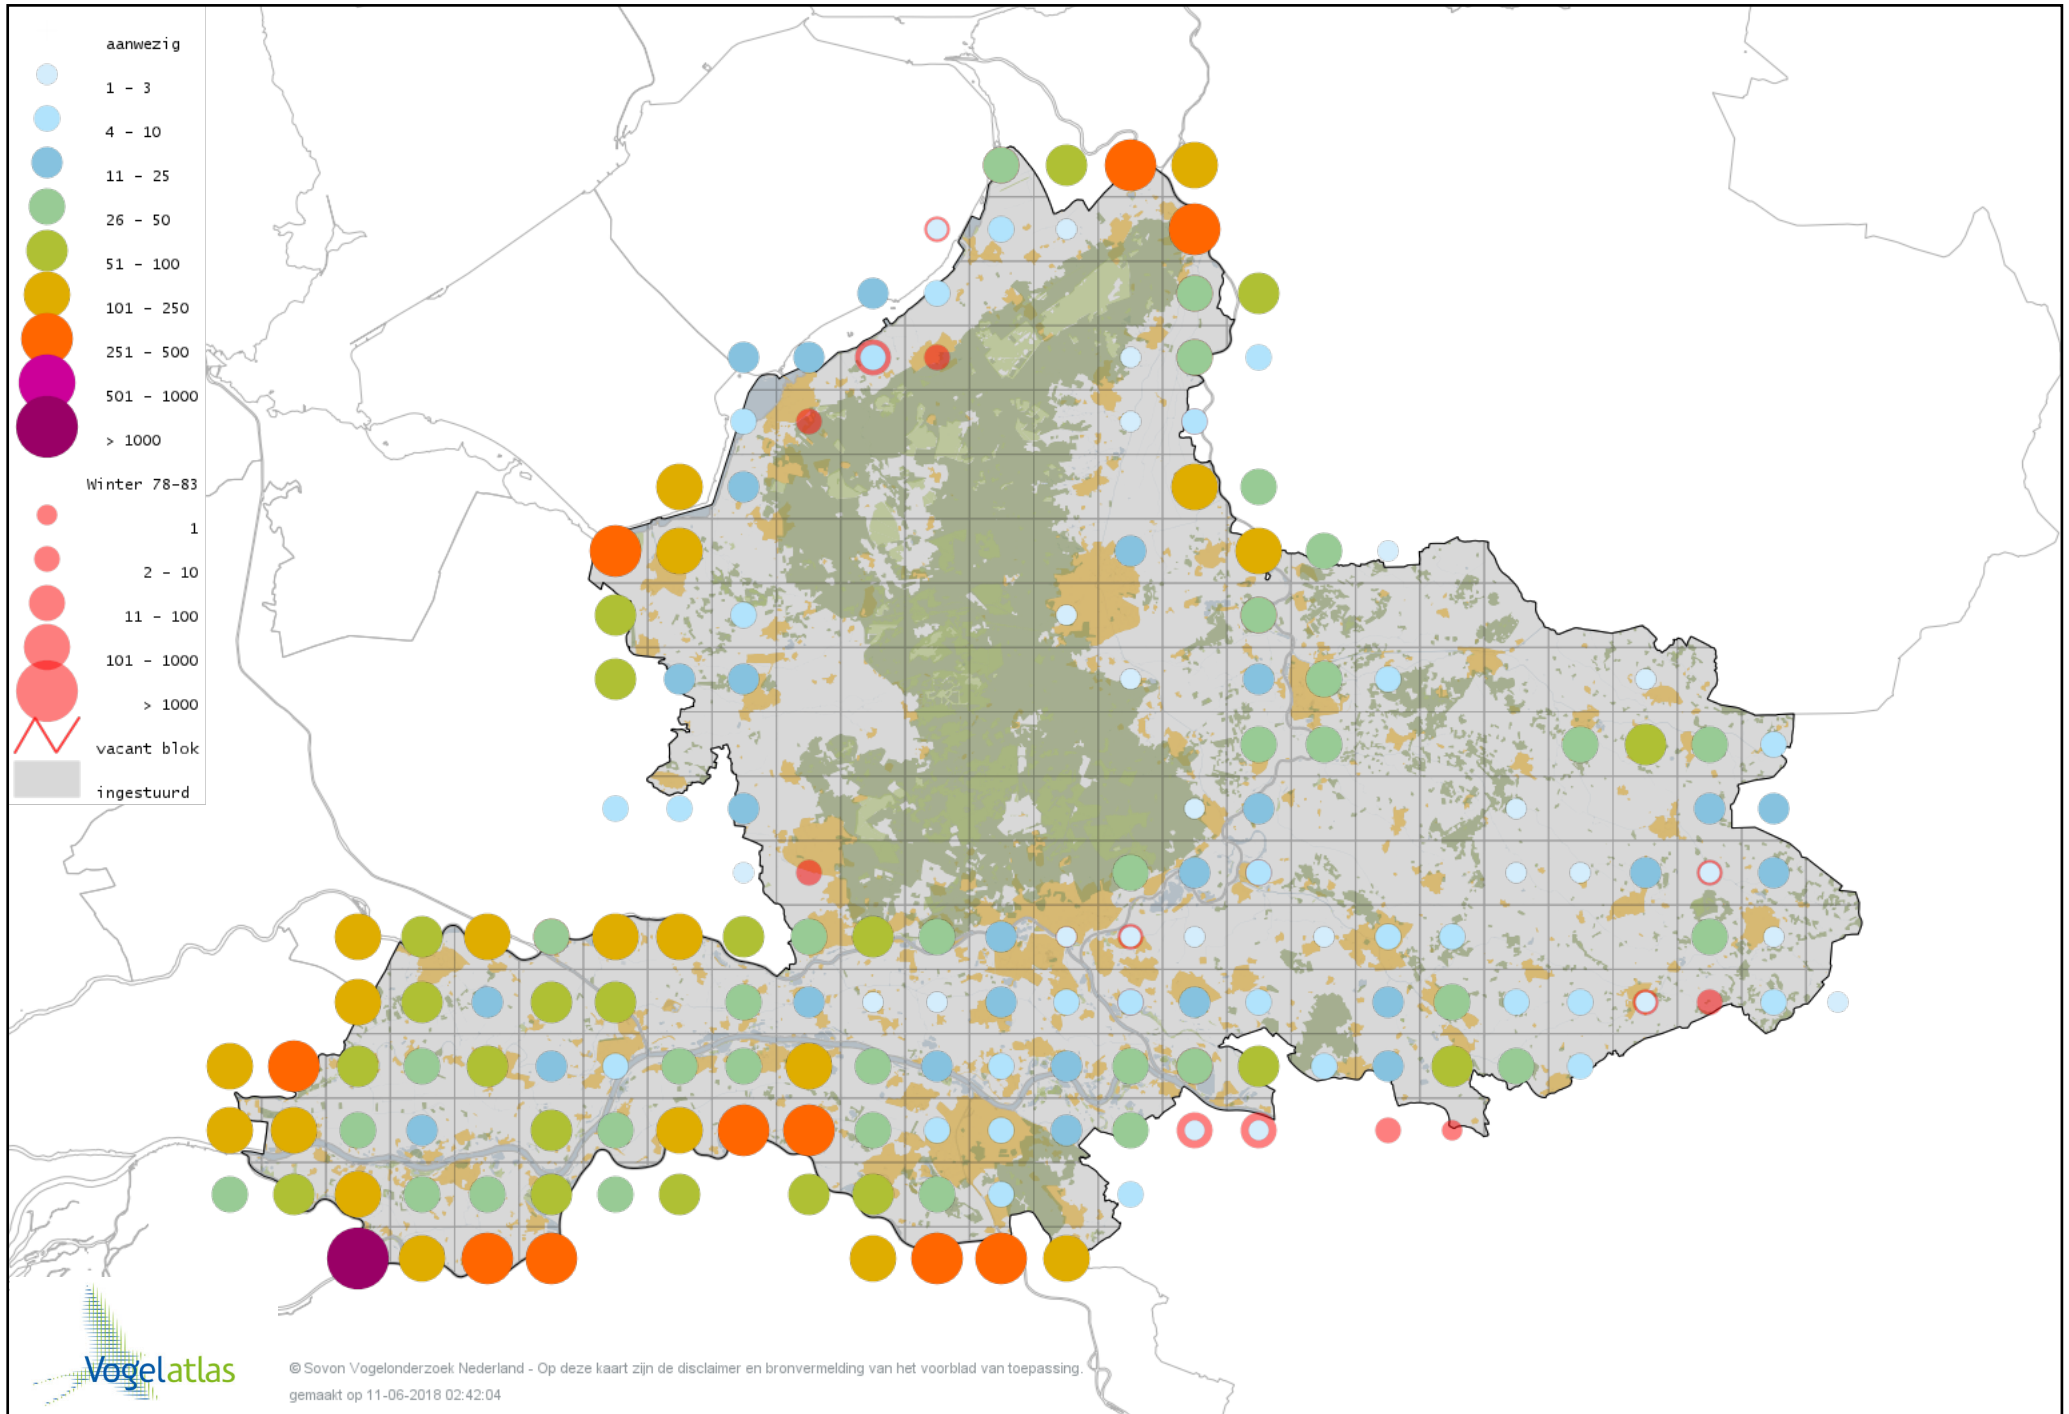 aanwezig
1 - 3
4 - 10
11 - 25
26 - 50
51 - 100
101 - 250
251 - 500
501 - 1000
> 1000
Winter 78-83
1
2 - 10
11 - 100
101 - 1000
> 1000
vacant blok
ingestuurd
Vogelatlas
© Sovon Vogelonderzoek Nederland - Op deze kaart zijn de disclaimer en bronvermelding van het voorblad van toepassing.
gemaakt op 11-06-2018 02:42:04